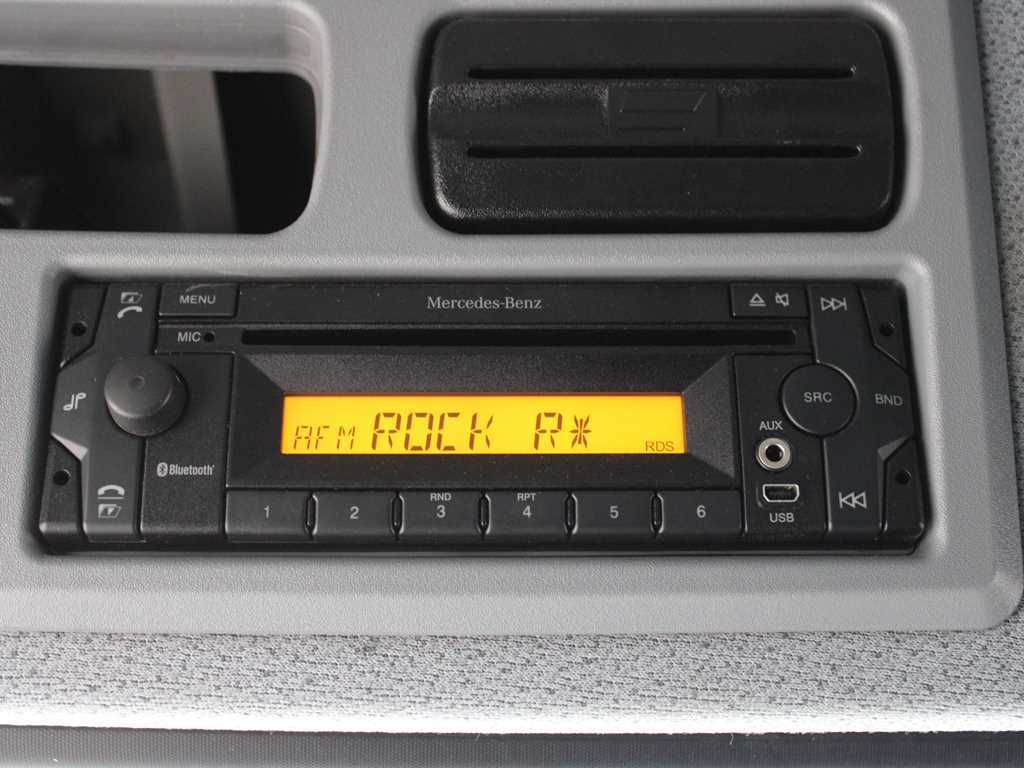 MENU
Mercedes-Benz
MIC
SRC
BND
AFM ROCK R*
RDS
AUX
Bluetooth
USB
RND
RPT
1 2 3 4 5 6